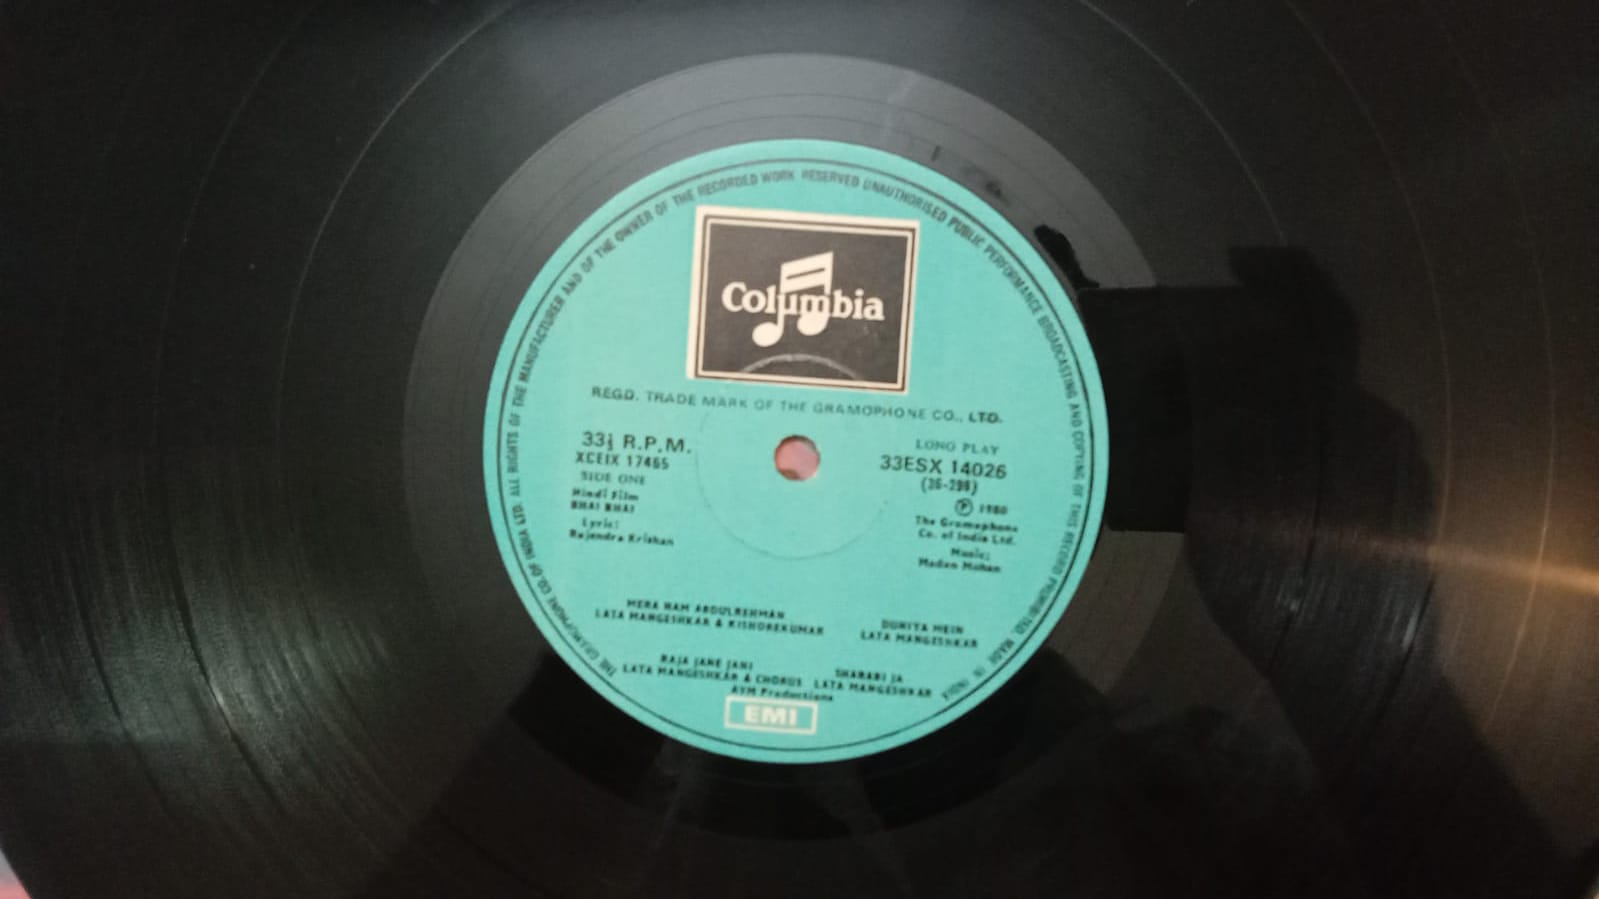 ALL RIGHTS OF THE MANUFACTURER AND OF THE OWNER OF THE RECORDED WORK RESERVED UNAUTHORISED PUBLIC PERFORMANCE BROADCASTING AND COPYING OF THIS RECORD PROHIBITED. MADE IN INDIA
THE GRAMOPHONE CO. OF INDIA LTD.
Columbia
REGD. TRADE MARK OF THE GRAMOPHONE CO., LTD.
33⅓ R.P.M.
XCEIX 17465
SIDE ONE
Hindi Film
BHAI BHAI
Lyric:
Rajendra Krishan
LONG PLAY
33ESX 14026
(36-299)
℗ 1980
The Gramophone
Co. of India Ltd.
Music:
Madan Mohan
MERA NAM ABDULREHMAN
LATA MANGESHKAR & KISHOREKUMAR
DUNIYA MEIN
LATA MANGESHKAR
RAJA JANE JANI
LATA MANGESHKAR & CHORUS
SHARABI JA
LATA MANGESHKAR
AVM Productions
EMI